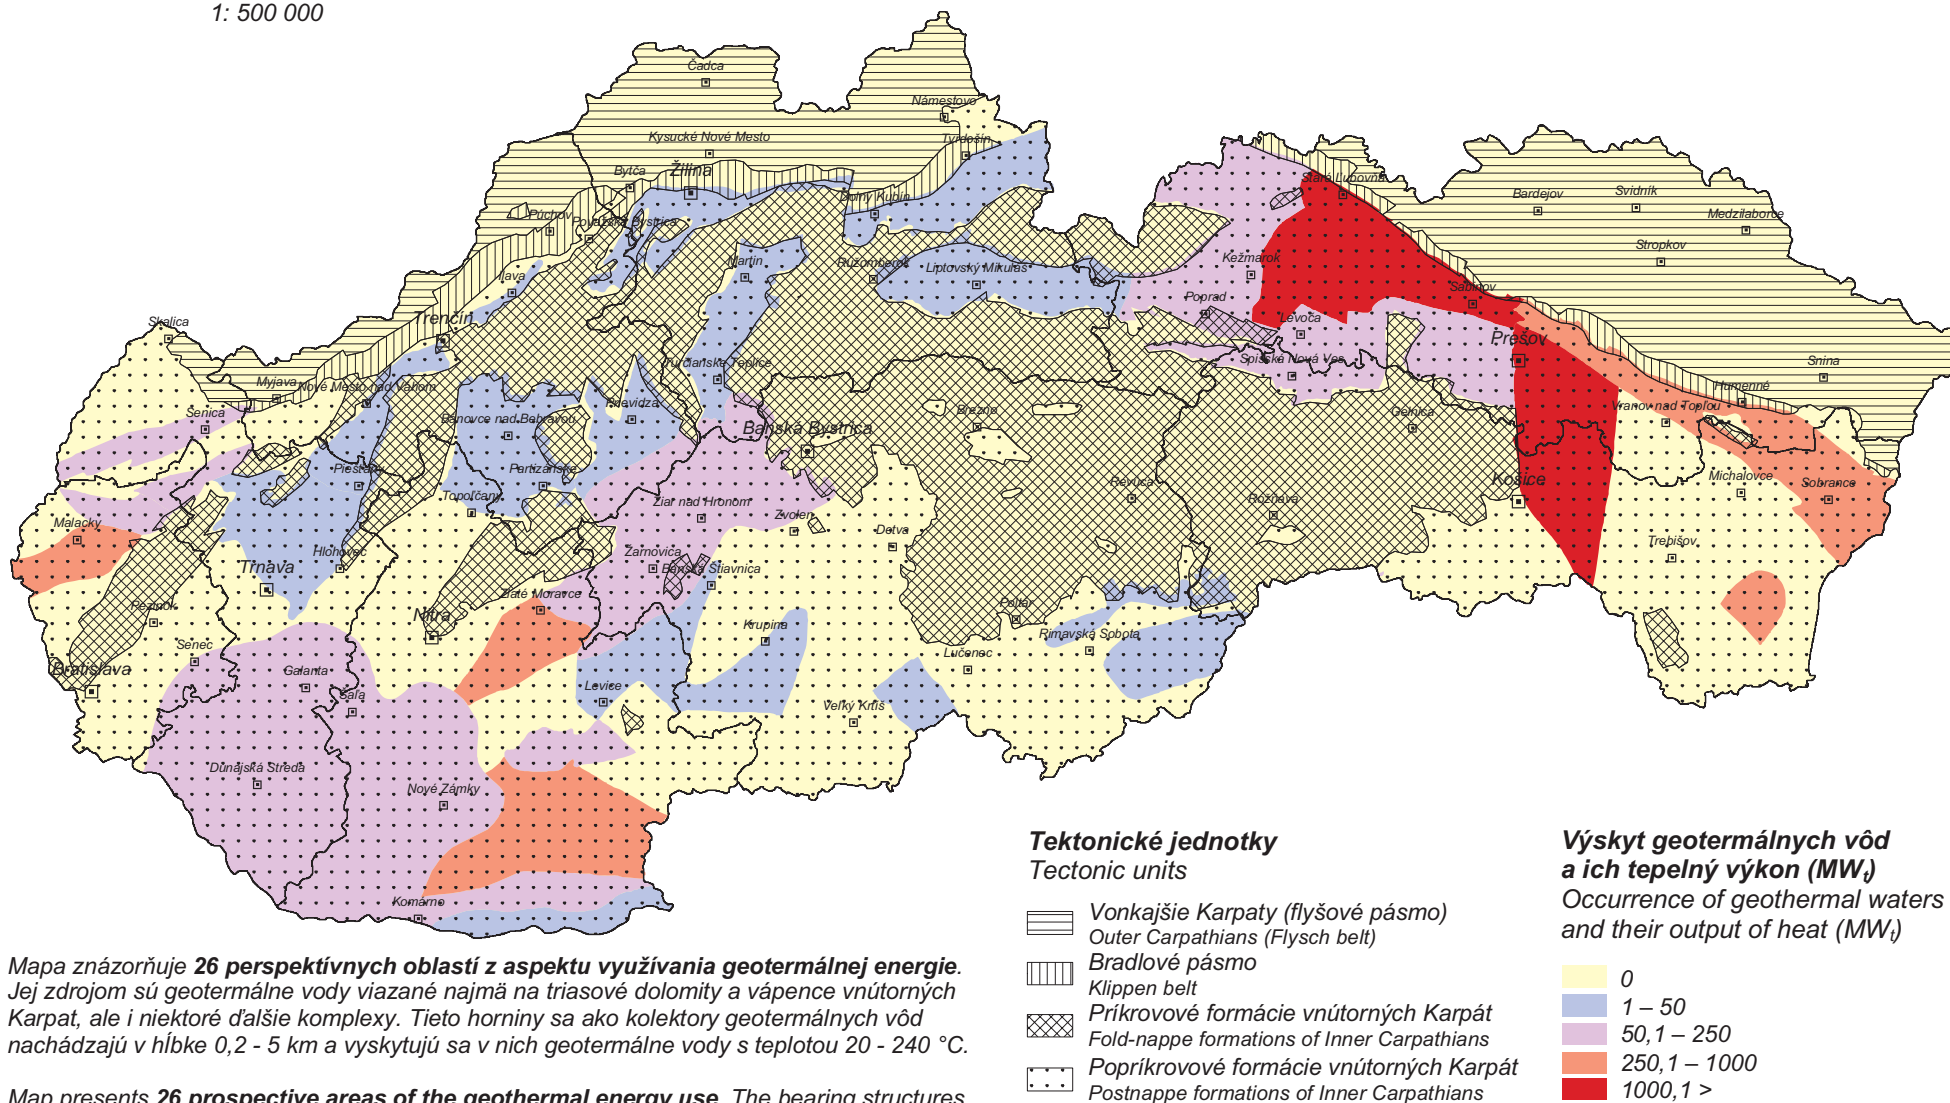 1: 500 000
Čadca
Námestovo
Kysucké Nové Mesto
Tvrdošín
Bytča
Žilina
Stará Ľubovňa
Bardejov
Svidník
Medzilaborce
Púchov
Považská Bystrica
Dolný Kubín
Stropkov
Ilava
Martin
Ružomberok
Liptovský Mikuláš
Kežmarok
Sabinov
Poprad
Skalica
Trenčín
Levoča
Prešov
Spišská Nová Ves
Turčianske Teplice
Snina
Myjava
Nové Mesto nad Váhom
Humenné
Senica
Bánovce nad Bebravou
Prievidza
Brezno
Gelnica
Vranov nad Topľou
Banská Bystrica
Piešťany
Partizánske
Topoľčany
Revúca
Rožňava
Košice
Michalovce
Sobrance
Malacky
Žiar nad Hronom
Zvolen
Detva
Hlohovec
Žarnovica
Trebišov
Trnava
Banská Štiavnica
Pezinok
Zlaté Moravce
Nitra
Poltár
Krupina
Rimavská Sobota
Senec
Lučenec
Bratislava
Galanta
Šaľa
Levice
Veľký Krtíš
Dunajská Streda
Nové Zámky
Komárno
Mapa znázorňuje 26 perspektívnych oblastí z aspektu využívania geotermálnej energie.
Jej zdrojom sú geotermálne vody viazané najmä na triasové dolomity a vápence vnútorných
Karpat, ale i niektoré ďalšie komplexy. Tieto horniny sa ako kolektory geotermálnych vôd
nachádzajú v hĺbke 0,2 - 5 km a vyskytujú sa v nich geotermálne vody s teplotou 20 - 240 °C.
Map presents 26 prospective areas of the geothermal energy use. The bearing structures
Tektonické jednotky
Tectonic units
Vonkajšie Karpaty (flyšové pásmo)
Outer Carpathians (Flysch belt)
Bradlové pásmo
Klippen belt
Príkrovové formácie vnútorných Karpát
Fold-nappe formations of Inner Carpathians
Popríkrovové formácie vnútorných Karpát
Postnappe formations of Inner Carpathians
Výskyt geotermálnych vôd
a ich tepelný výkon (MWt)
Occurrence of geothermal waters
and their output of heat (MWt)
0
1 – 50
50,1 – 250
250,1 – 1000
1000,1 >